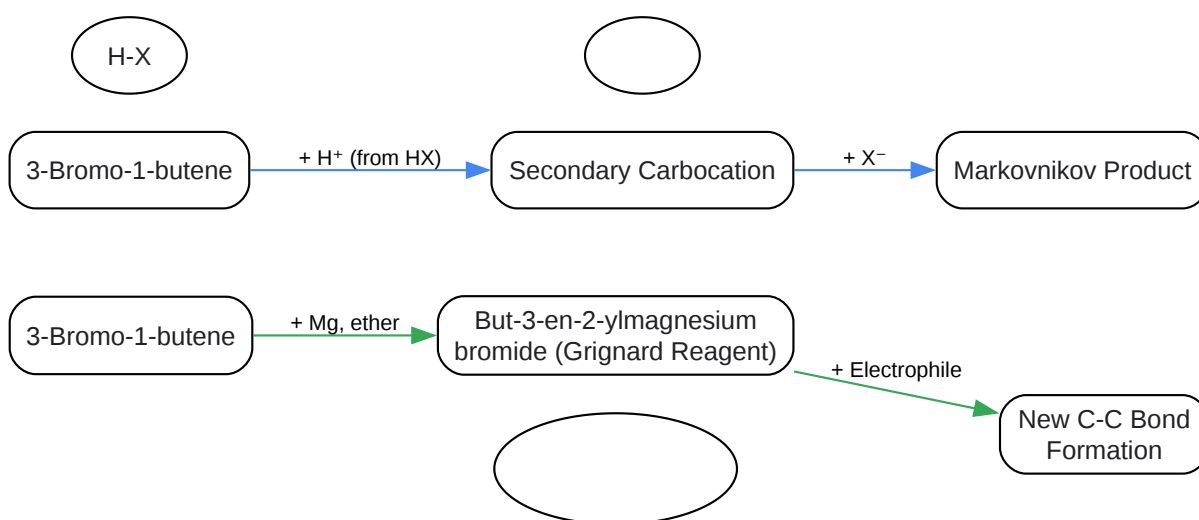 H-X
3-Bromo-1-butene
+ H⁺ (from HX)
Secondary Carbocation
+ X⁻
Markovnikov Product
3-Bromo-1-butene
+ Mg, ether
But-3-en-2-ylmagnesium
bromide (Grignard Reagent)
+ Electrophile
New C-C Bond
Formation